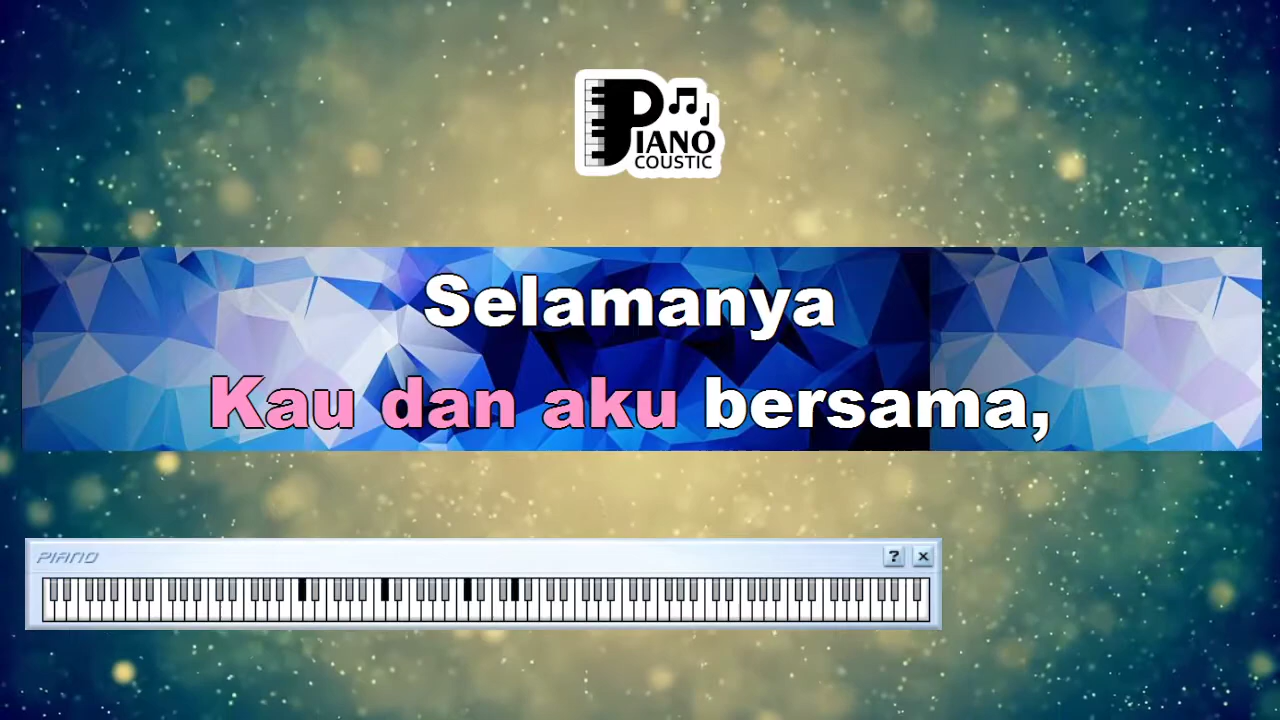 PIANO
COUSTIC
Selamanya
Kau dan aku bersama,
PIANO
?
×